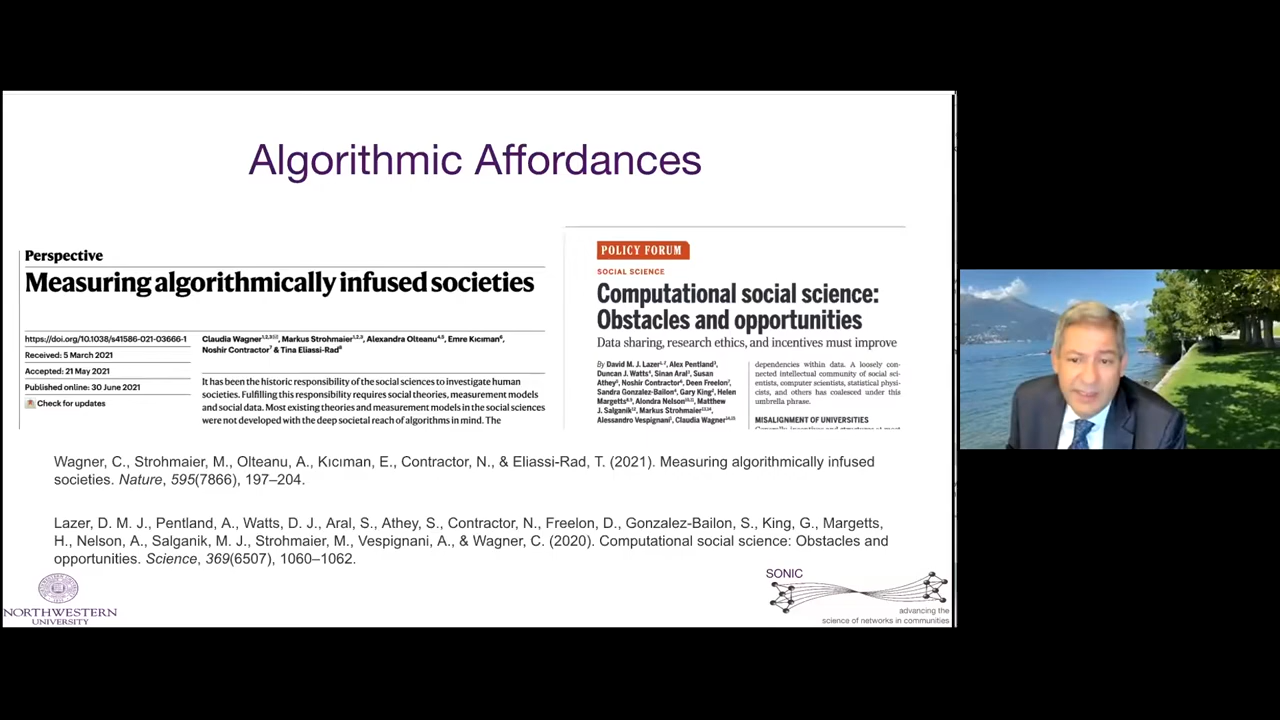 Algorithmic Affordances
Perspective
Measuring algorithmically infused societies
https://doi.org/10.1038/s41586-021-03666-1
Received: 5 March 2021
Accepted: 21 May 2021
Published online: 30 June 2021
Check for updates
Claudia Wagner, Markus Strohmaier, Alexandra Olteanu, Emre Kıcıman,
Noshir Contractor & Tina Eliassi-Rad
It has been the historic responsibility of the social sciences to investigate human
societies. Fulfilling this responsibility requires social theories, measurement models
and social data. Most existing theories and measurement models in the social sciences
were not developed with the deep societal reach of algorithms in mind. The
POLICY FORUM
SOCIAL SCIENCE
Computational social science:
Obstacles and opportunities
Data sharing, research ethics, and incentives must improve
By David M. J. Lazer, Alex Pentland,
Duncan J. Watts, Sinan Aral, Susan
Athey, Noshir Contractor, Deen Freelon,
Sandra Gonzalez-Bailon, Gary King, Helen
Margetts, Alondra Nelson, Matthew
J. Salganik, Markus Strohmaier,
Alessandro Vespignani, Claudia Wagner
dependencies within data. A loosely con-
nected intellectual community of social sci-
entists, computer scientists, statistical physi-
cists, and others has coalesced under this
umbrella phrase.
MISALIGNMENT OF UNIVERSITIES
Wagner, C., Strohmaier, M., Olteanu, A., Kıcıman, E., Contractor, N., & Eliassi-Rad, T. (2021). Measuring algorithmically infused
societies. Nature, 595(7866), 197–204.
Lazer, D. M. J., Pentland, A., Watts, D. J., Aral, S., Athey, S., Contractor, N., Freelon, D., Gonzalez-Bailon, S., King, G., Margetts,
H., Nelson, A., Salganik, M. J., Strohmaier, M., Vespignani, A., & Wagner, C. (2020). Computational social science: Obstacles and
opportunities. Science, 369(6507), 1060–1062.
NORTHWESTERN
UNIVERSITY
SONIC
advancing the
science of networks in communities